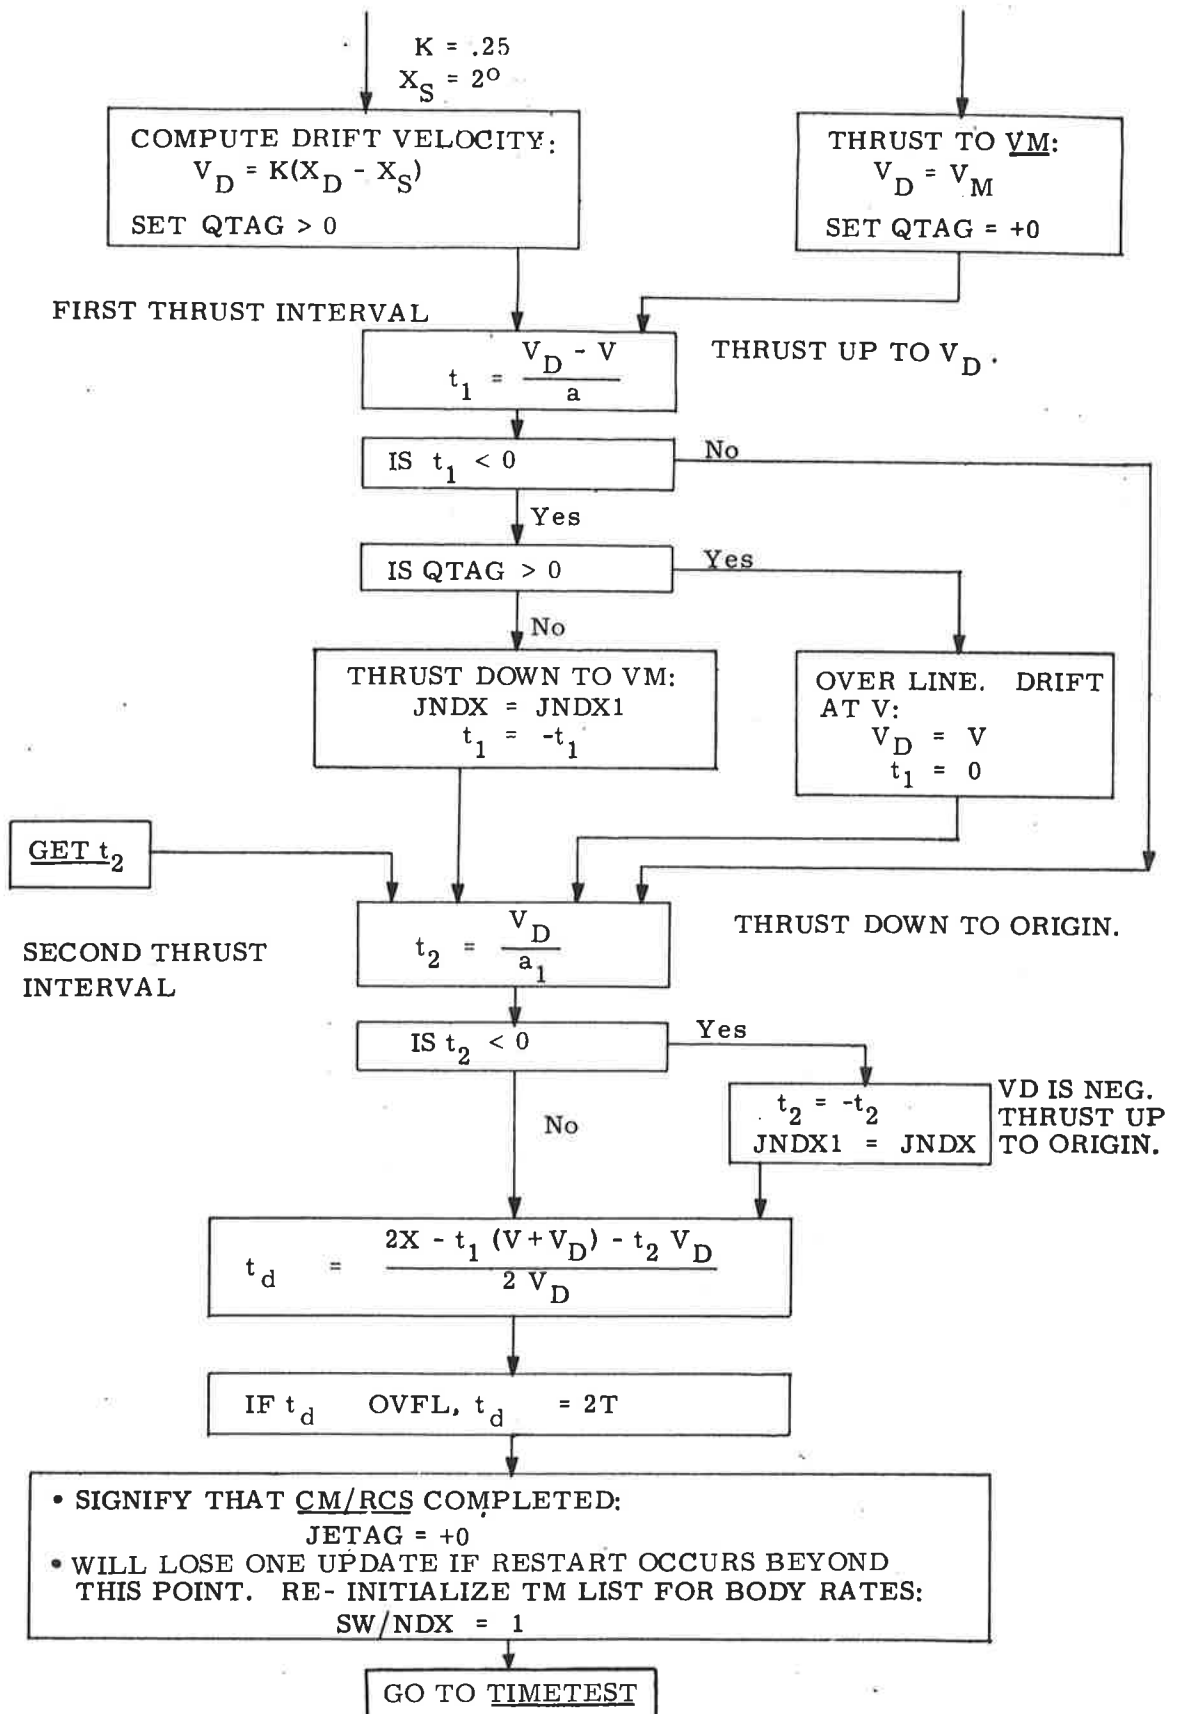 K = .25
X_S = 2°
COMPUTE DRIFT VELOCITY:
V_D = K(X_D - X_S)
SET QTAG > 0
THRUST TO VM:
V_D = V_M
SET QTAG = +0
FIRST THRUST INTERVAL
t_1 = (V_D - V) / a
THRUST UP TO V_D.
IS t_1 < 0
No
Yes
IS QTAG > 0
Yes
No
THRUST DOWN TO VM:
JNDX = JNDX1
t_1 = -t_1
OVER LINE. DRIFT
AT V:
V_D = V
t_1 = 0
GET t_2
SECOND THRUST
INTERVAL
t_2 = V_D / a_1
THRUST DOWN TO ORIGIN.
IS t_2 < 0
Yes
No
t_2 = -t_2
JNDX1 = JNDX
VD IS NEG.
THRUST UP
TO ORIGIN.
t_d = (2X - t_1 (V+V_D) - t_2 V_D) / 2 V_D
IF t_d OVFL, t_d = 2T
• SIGNIFY THAT CM/RCS COMPLETED:
JETAG = +0
• WILL LOSE ONE UPDATE IF RESTART OCCURS BEYOND
THIS POINT. RE- INITIALIZE TM LIST FOR BODY RATES:
SW/NDX = 1
GO TO TIMETEST